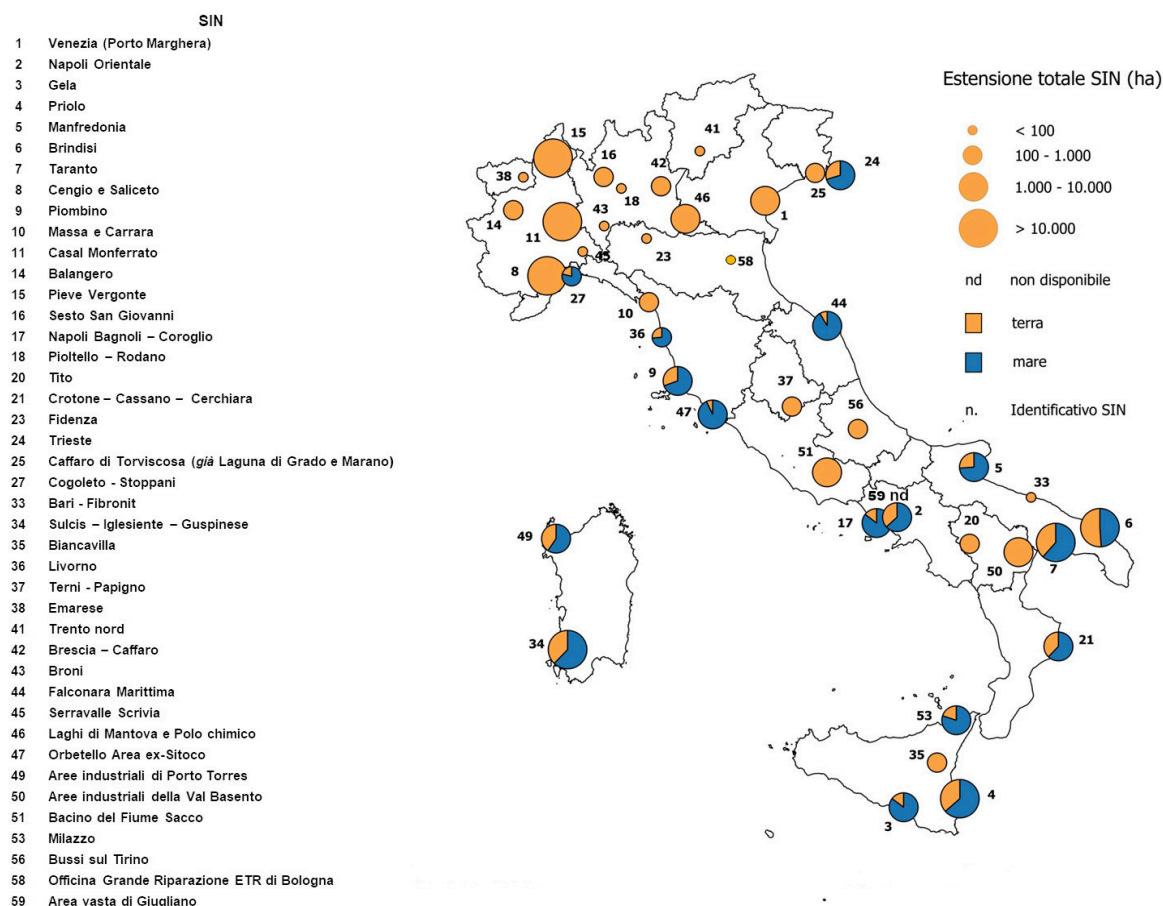 SIN
1 Venezia (Porto Marghera)
2 Napoli Orientale
3 Gela
4 Priolo
5 Manfredonia
6 Brindisi
7 Taranto
8 Cengio e Saliceto
9 Piombino
10 Massa e Carrara
11 Casal Monferrato
14 Balangero
15 Pieve Vergonte
16 Sesto San Giovanni
17 Napoli Bagnoli – Coroglio
18 Pioltello – Rodano
20 Tito
21 Crotone – Cassano – Cerchiara
23 Fidenza
24 Trieste
25 Caffaro di Torviscosa (già Laguna di Grado e Marano)
27 Cogoleto - Stoppani
33 Bari - Fibronit
34 Sulcis – Iglesiente – Guspinese
35 Biancavilla
36 Livorno
37 Terni - Papigno
38 Emarese
41 Trento nord
42 Brescia – Caffaro
43 Broni
44 Falconara Marittima
45 Serravalle Scrivia
46 Laghi di Mantova e Polo chimico
47 Orbetello Area ex-Sitoco
49 Aree industriali di Porto Torres
50 Aree industriali della Val Basento
51 Bacino del Fiume Sacco
53 Milazzo
56 Bussi sul Tirino
58 Officina Grande Riparazione ETR di Bologna
59 Area vasta di Giugliano
Estensione totale SIN (ha)
< 100
100 - 1.000
1.000 - 10.000
> 10.000
nd non disponibile
terra
mare
n. Identificativo SIN
15
41
16
42
24
38
18
25
14
43
46
1
11
45
23
58
8
27
10
44
36
9
37
47
56
51
5
33
59 nd
2
17
20
6
49
50
7
34
21
53
35
4
3